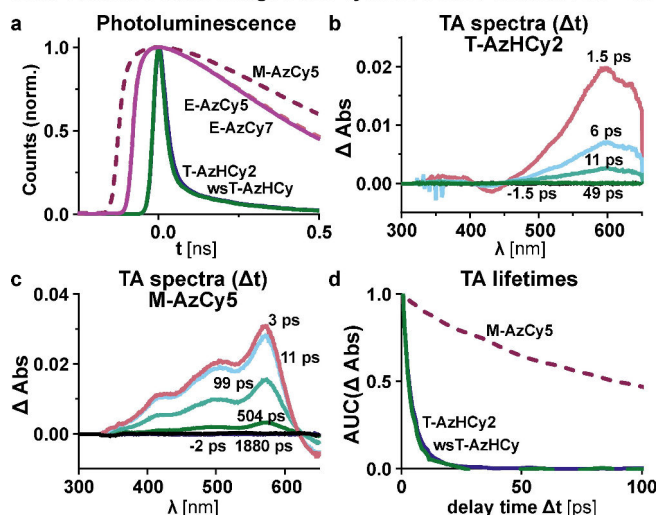 a Photoluminescence
Counts (norm.)
1.0
0.5
0.0
M-AzCy5
E-AzCy5
E-AzCy7
T-AzHCy2
wsT-AzHCy
0.0 0.5
t [ns]
b TA spectra (Δt)
T-AzHCy2
Δ Abs
0.02
0.01
0.00
1.5 ps
6 ps
11 ps
-1.5 ps 49 ps
300 400 500 600
λ [nm]
c TA spectra (Δt)
M-AzCy5
Δ Abs
0.04
0.02
0.00
3 ps
11 ps
99 ps
504 ps
-2 ps 1880 ps
300 400 500 600
λ [nm]
d TA lifetimes
AUC(Δ Abs)
1.0
0.5
0.0
M-AzCy5
T-AzHCy2
wsT-AzHCy
0 50 100
delay time Δt [ps]